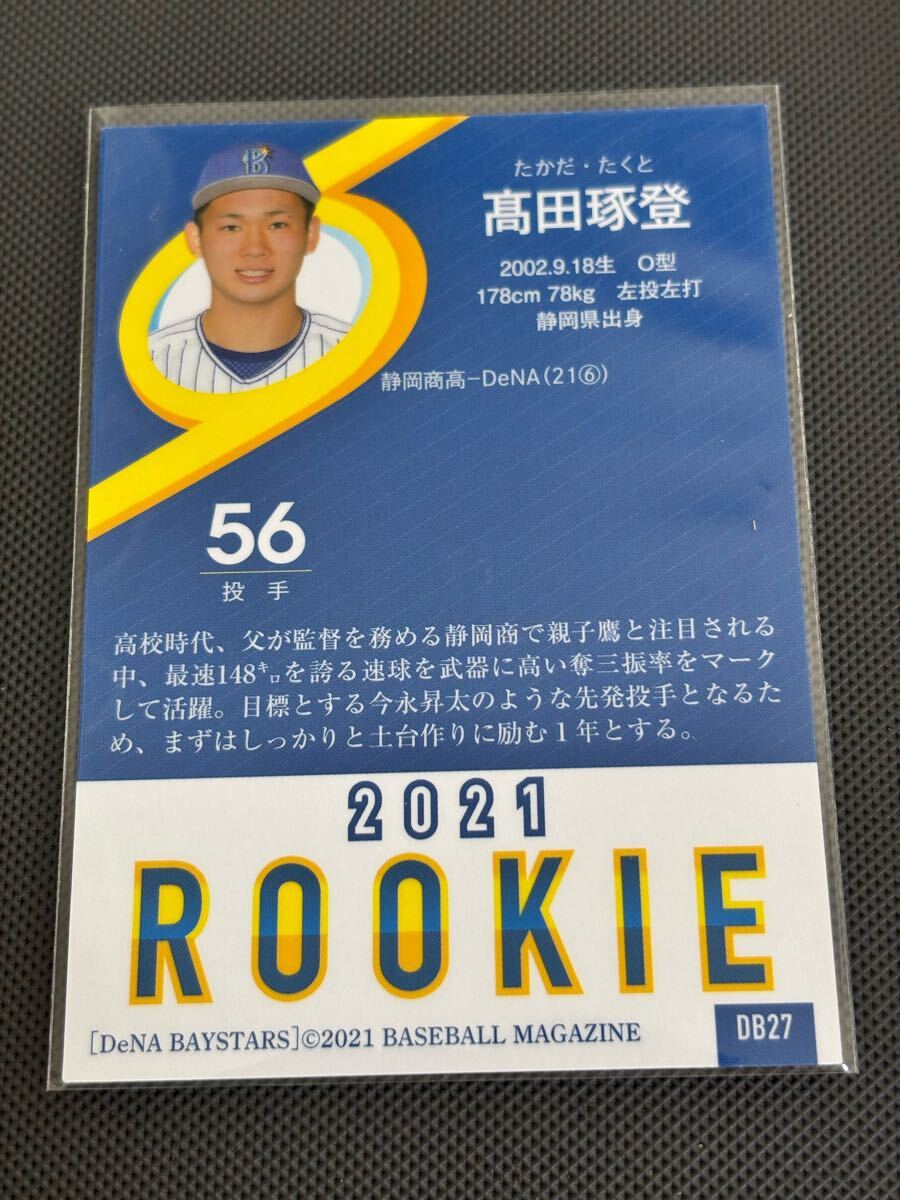 たかだ・たくと
髙田琢登
2002.9.18生　O型
178cm 78kg　左投左打
静岡県出身
静岡商高−DeNA(21⑥)
56
投　手
高校時代、父が監督を務める静岡商で親子鷹と注目される
中、最速148㌔を誇る速球を武器に高い奪三振率をマーク
して活躍。目標とする今永昇太のような先発投手となるた
め、まずはしっかりと土台作りに励む１年とする。
2021
ROOKIE
[DeNA BAYSTARS]©2021 BASEBALL MAGAZINE
DB27